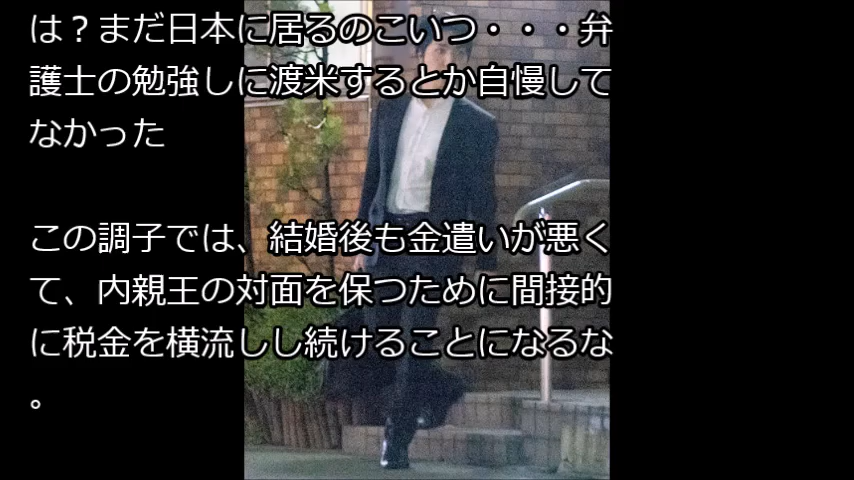 は？まだ日本に居るのこいつ・・・弁
護士の勉強しに渡米するとか自慢して
なかった
この調子では、結婚後も金遣いが悪く
て、内親王の対面を保つために間接的
に税金を横流しし続けることになるな
。